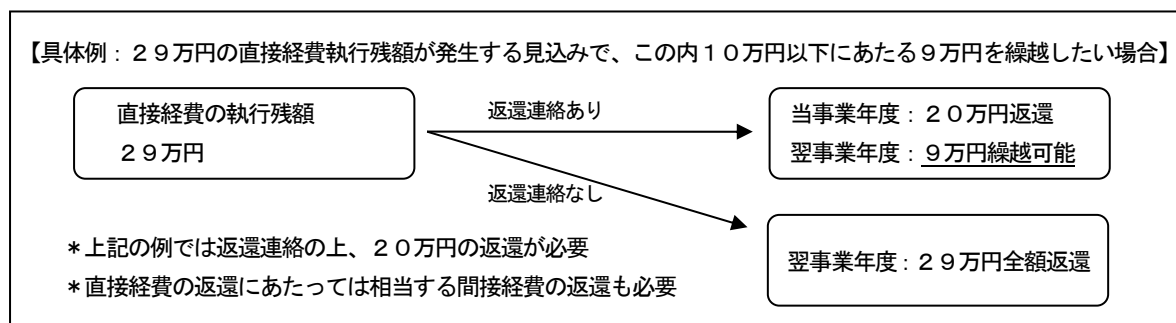 【具体例：２９万円の直接経費執行残額が発生する見込みで、この内１０万円以下にあたる９万円を繰越したい場合】
直接経費の執行残額
２９万円
返還連絡あり
当事業年度：２０万円返還
翌事業年度：９万円繰越可能
返還連絡なし
翌事業年度：２９万円全額返還
＊上記の例では返還連絡の上、２０万円の返還が必要
＊直接経費の返還にあたっては相当する間接経費の返還も必要